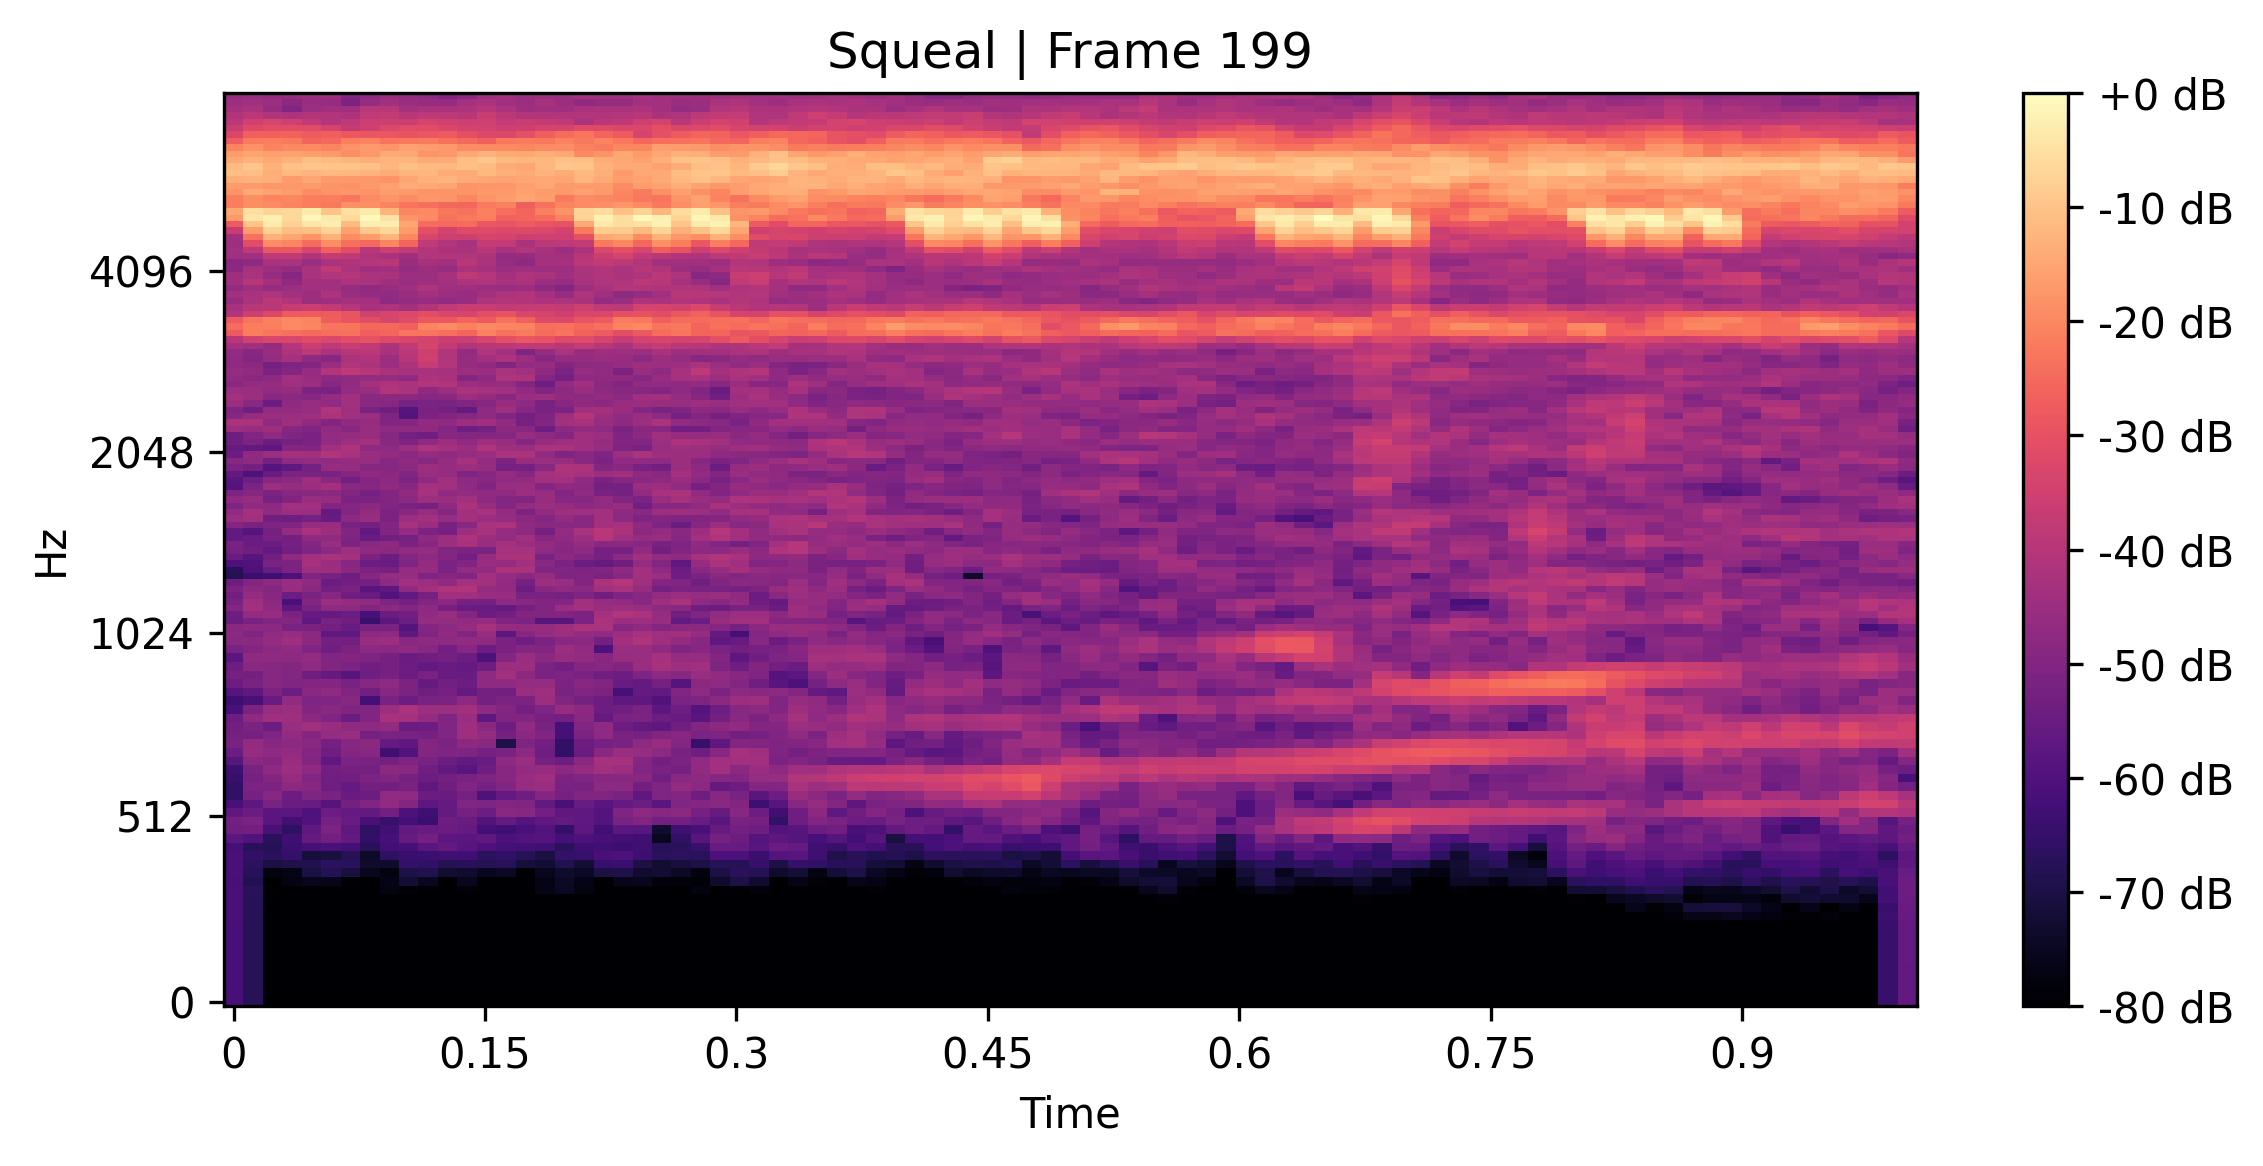 Squeal | Frame 199
+0 dB
-10 dB
-20 dB
-30 dB
-40 dB
-50 dB
-60 dB
-70 dB
-80 dB
Hz
4096
2048
1024
512
0
0 0.15 0.3 0.45 0.6 0.75 0.9
Time